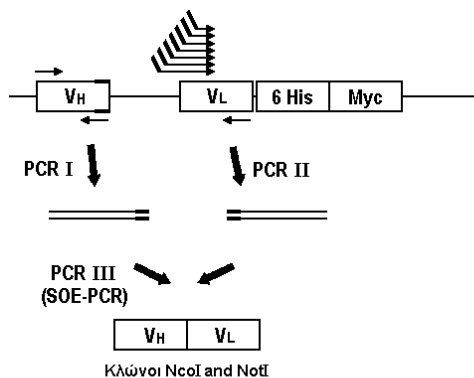 VH VL 6 His Myc
PCR I PCR II
PCR III
(SOE-PCR)
VH VL
Κλώνοι NcoI and NotI